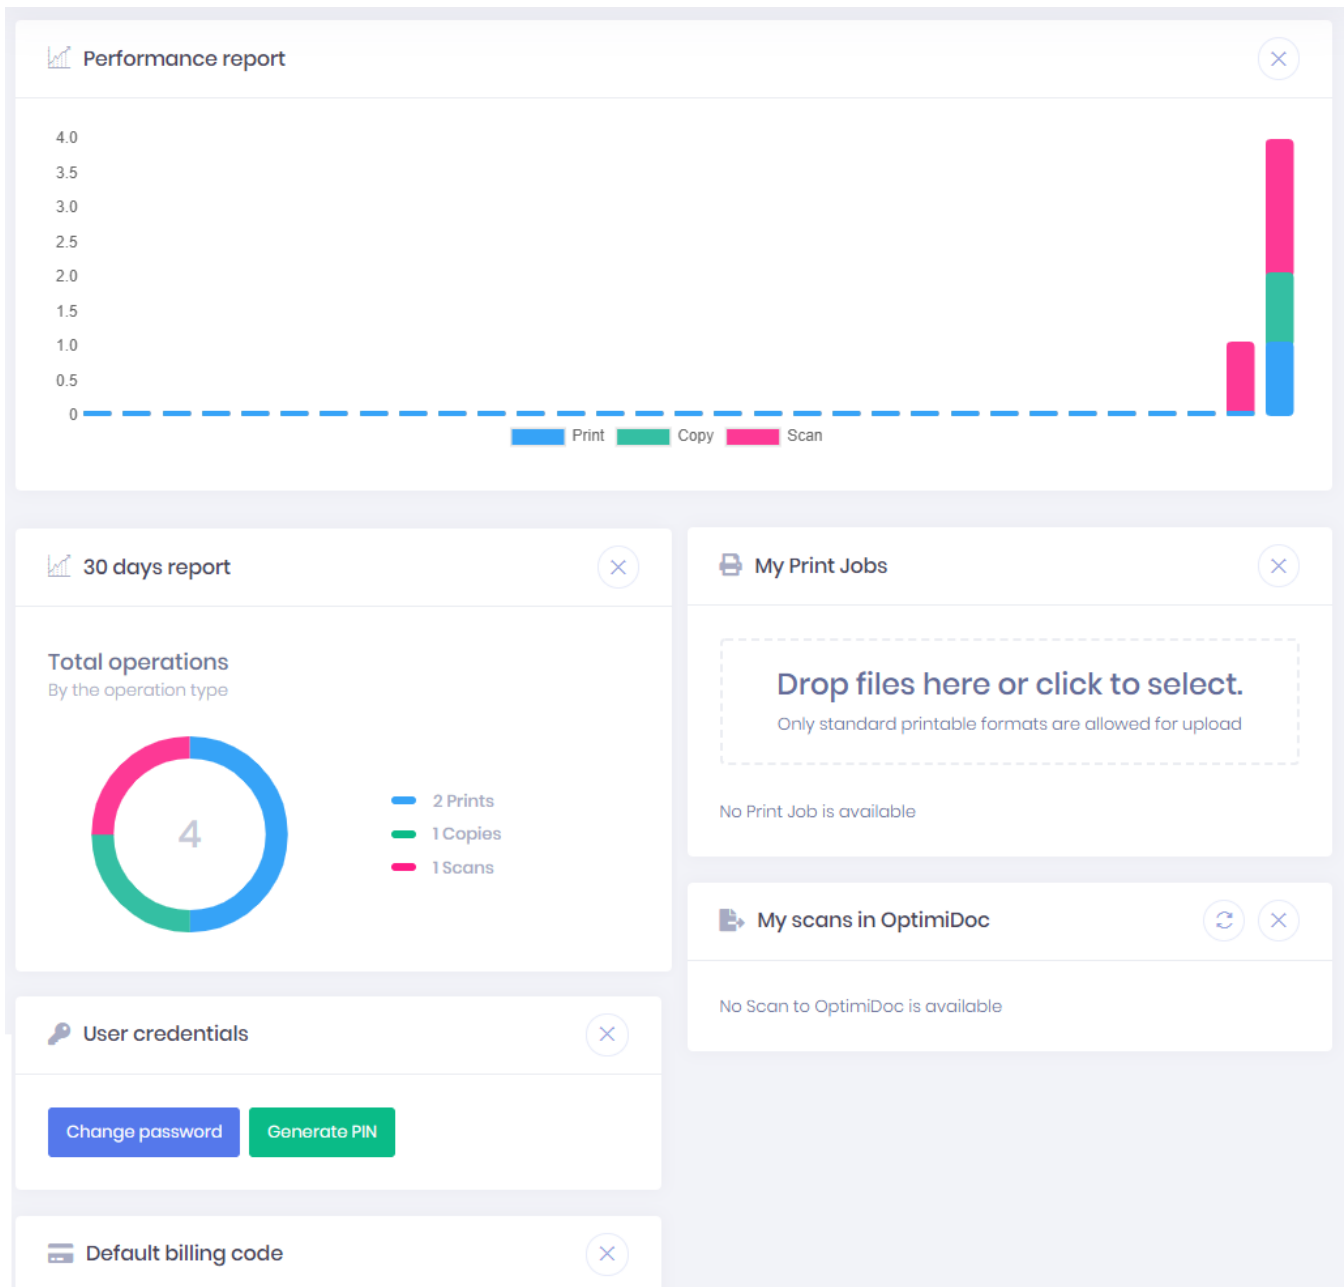 Performance report
4.0
3.5
3.0
2.5
2.0
1.5
1.0
0.5
0
Print Copy Scan
30 days report
Total operations
By the operation type
4
2 Prints
1 Copies
1 Scans
My Print Jobs
Drop files here or click to select.
Only standard printable formats are allowed for upload
No Print Job is available
My scans in OptimiDoc
No Scan to OptimiDoc is available
User credentials
Change password Generate PIN
Default billing code